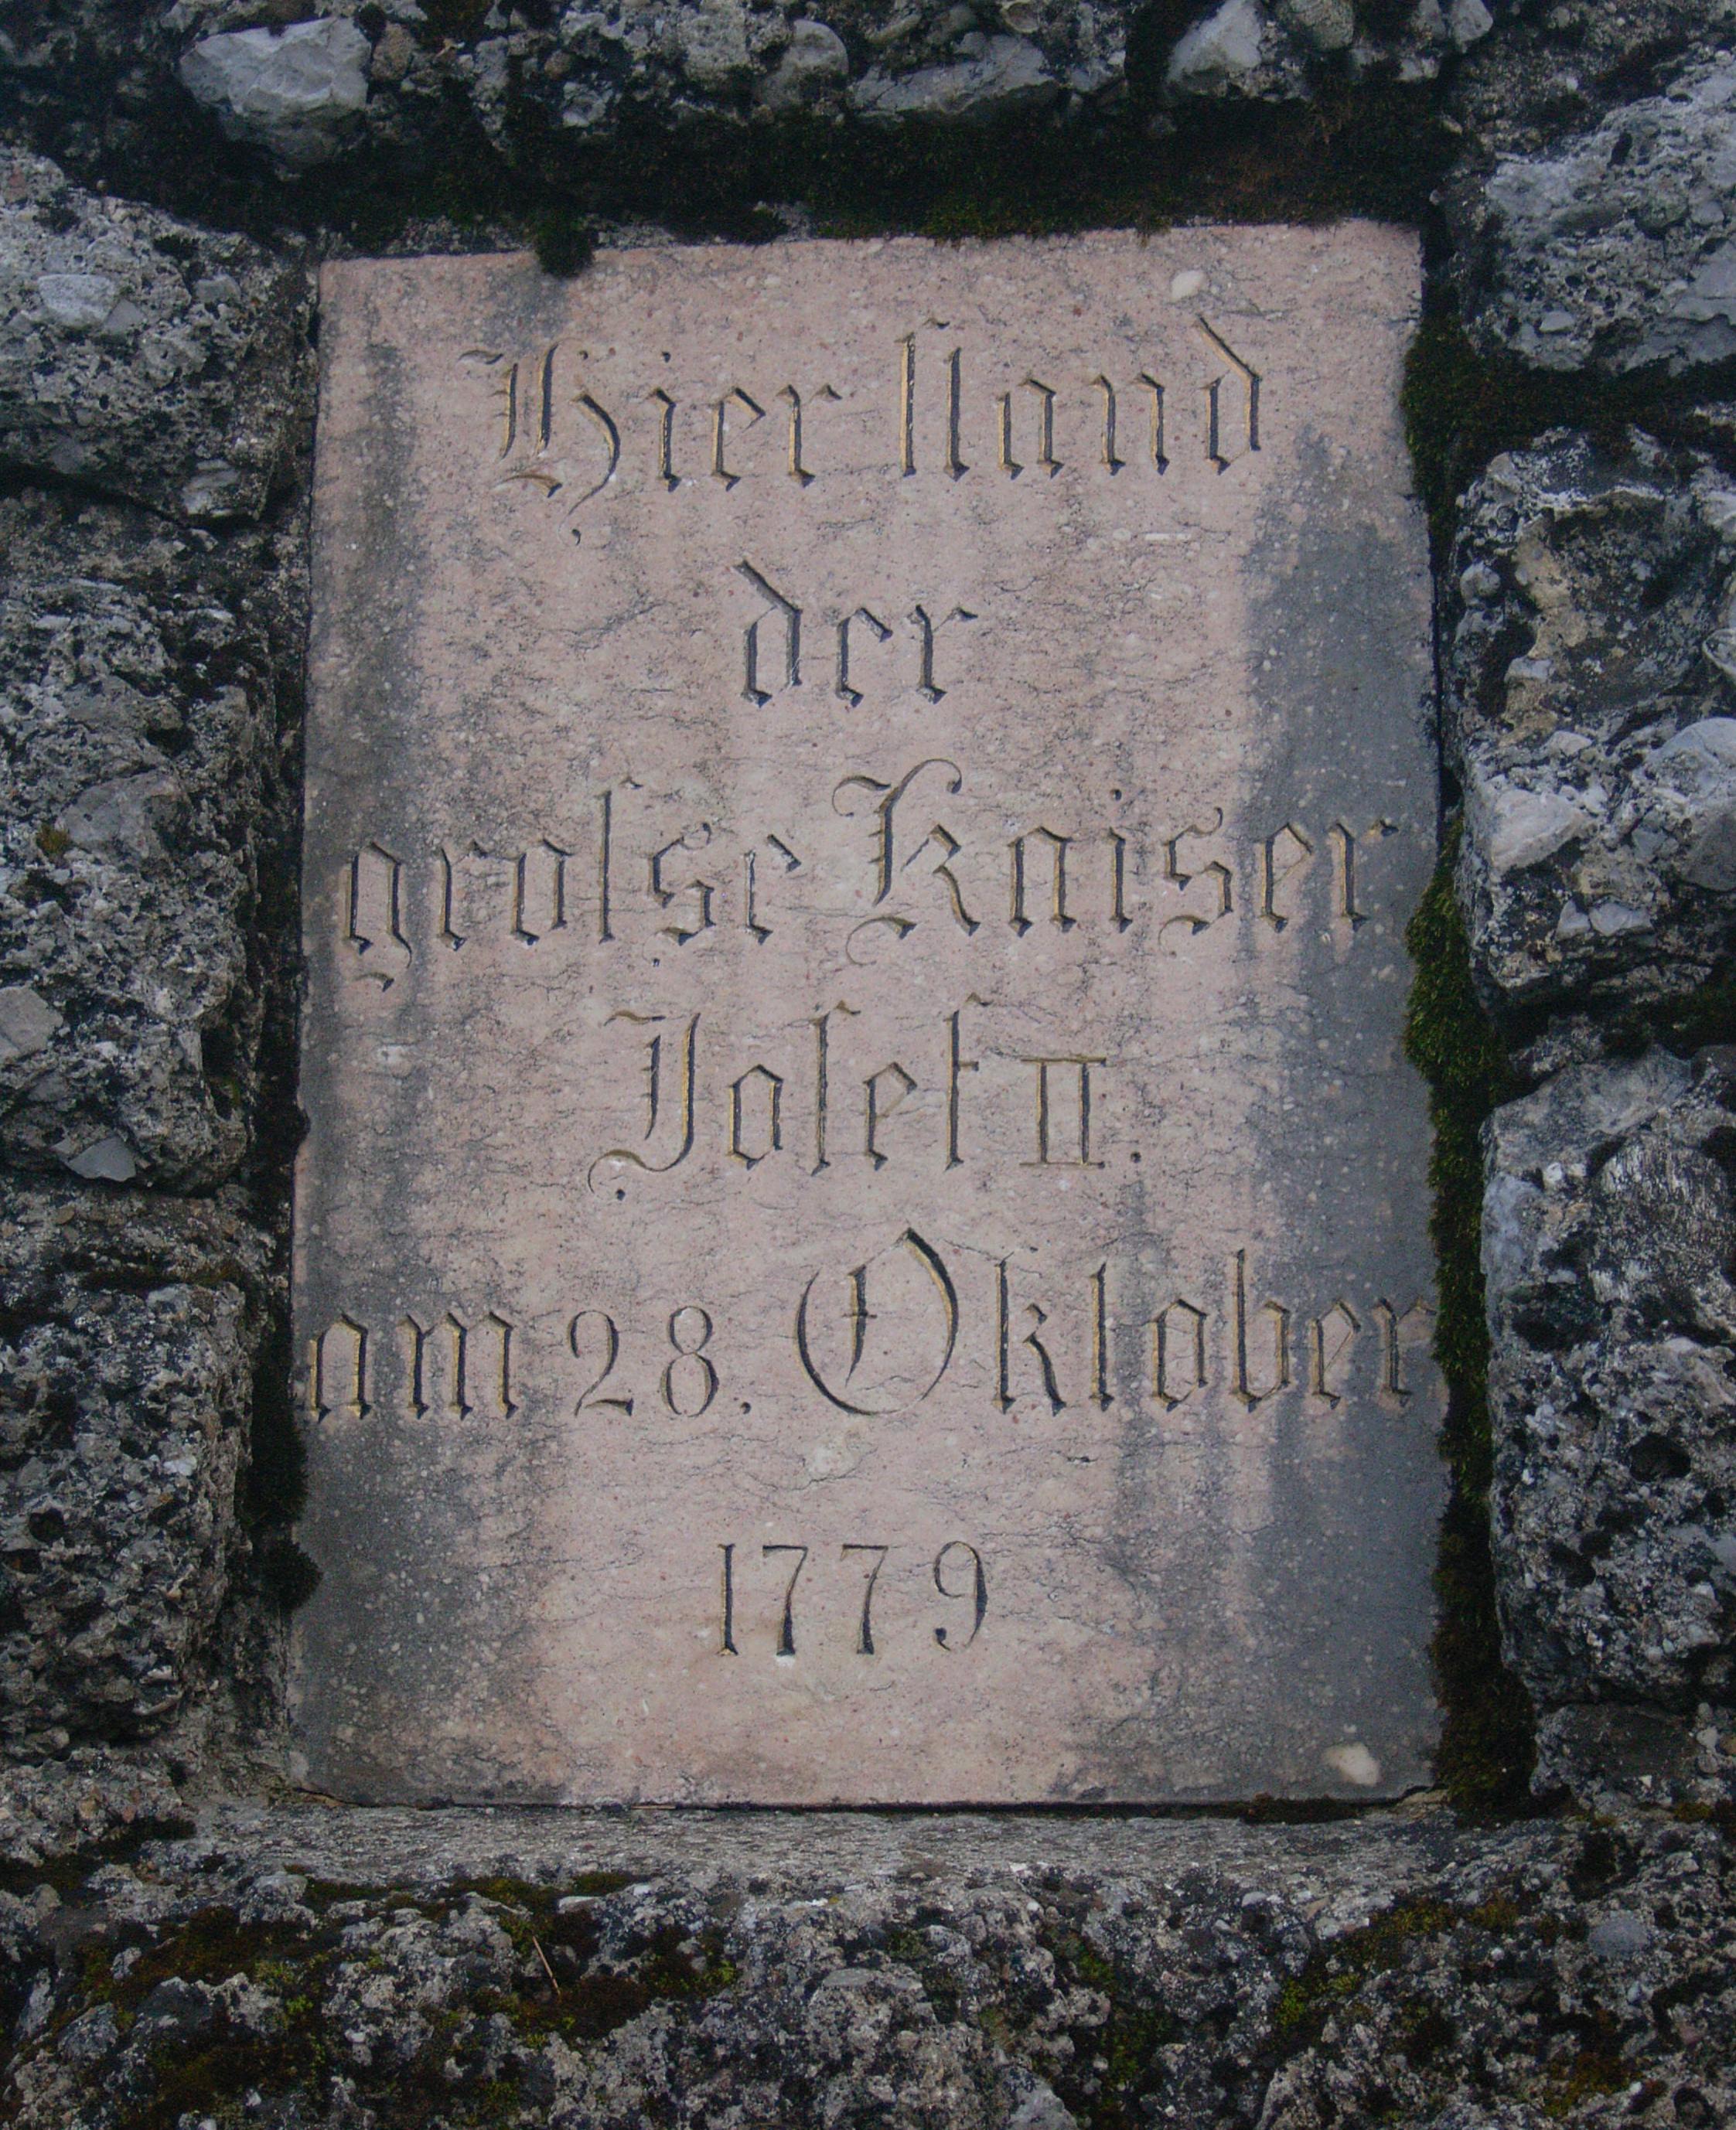 Hier ſtand
der
groſse Kaiser
Joſef II.
am 28. Oktober
1779